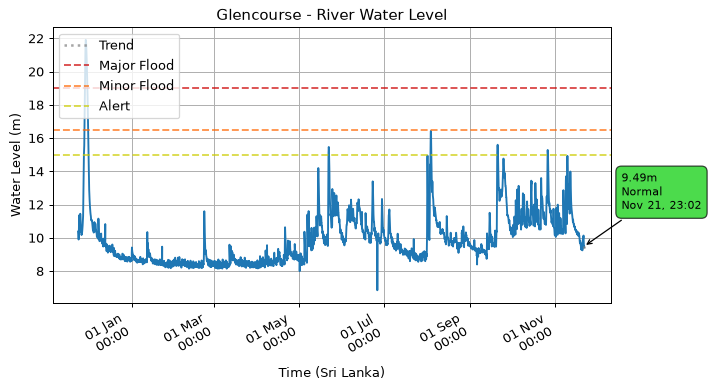 Glencourse - River Water Level
Trend
Major Flood
Minor Flood
Alert
Water Level (m)
22
20
18
16
14
12
10
8
9.49m
Normal
Nov 21, 23:02
01 Jan
00:00
01 Mar
00:00
01 May
00:00
01 Jul
00:00
01 Sep
00:00
01 Nov
00:00
Time (Sri Lanka)